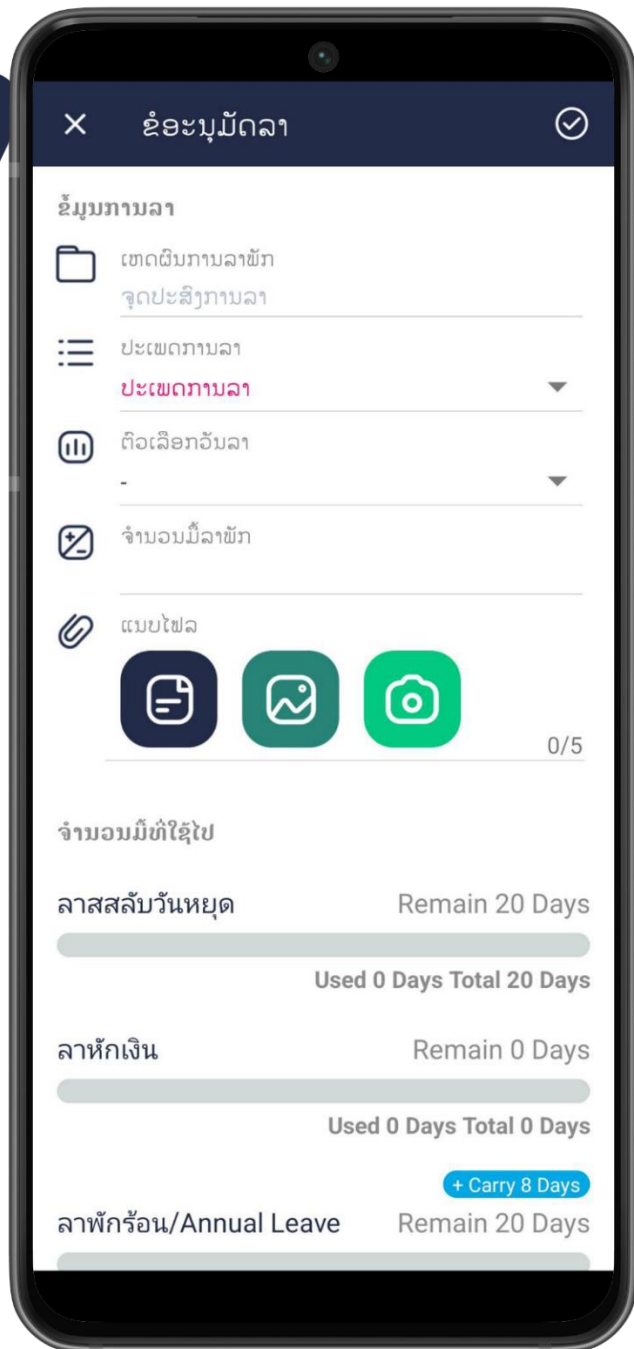 ຂໍອະນຸມັດລາ
ຂໍ້ມູນການລາ
ເຫດຜົນການລາພັກ
ຈຸດປະສົງການລາ
ປະເພດການລາ
ປະເພດການລາ
ຕົວເລືອກວັນລາ
-
ຈຳນວນມື້ລາພັກ
ແນບໄຟລ
0/5
ຈຳນວນມື້ທີ່ໃຊ້ໄປ
ลาสสลับวันหยุด Remain 20 Days
Used 0 Days Total 20 Days
ลาหักเงิน Remain 0 Days
Used 0 Days Total 0 Days
+ Carry 8 Days
ลาพักร้อน/Annual Leave Remain 20 Days